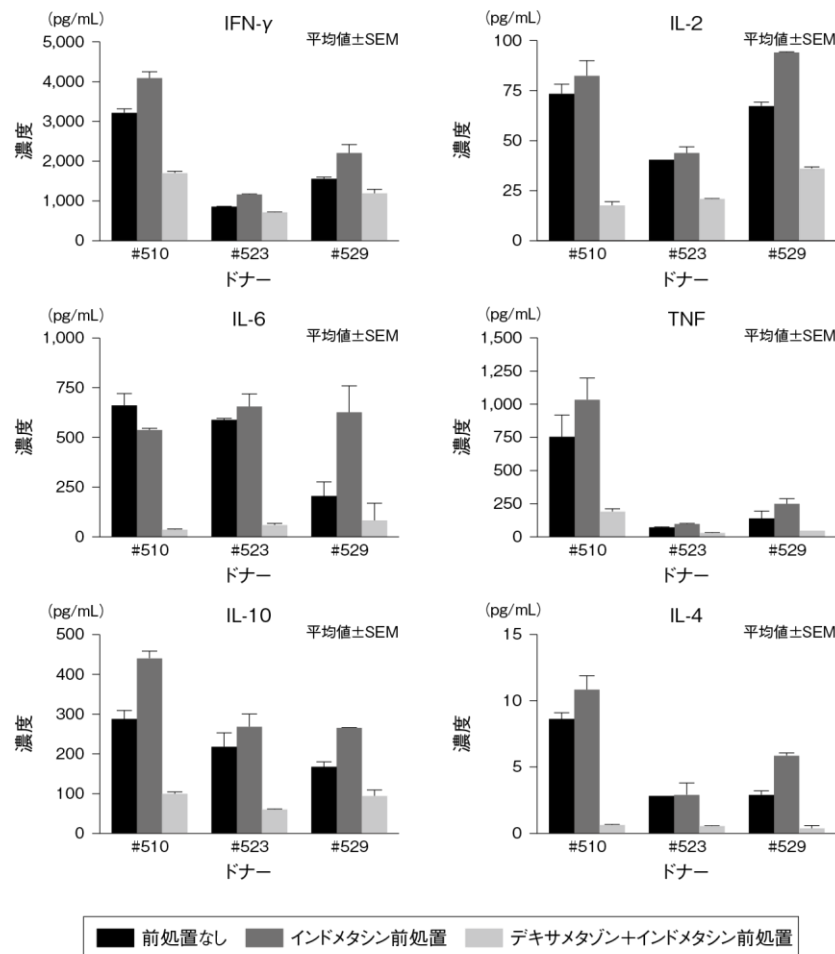 (pg/mL)
IFN-γ
平均値±SEM
5,000
4,000
3,000
2,000
1,000
0
濃度
#510 #523 #529
ドナー
(pg/mL)
IL-2
平均値±SEM
100
75
50
25
0
濃度
#510 #523 #529
ドナー
(pg/mL)
IL-6
平均値±SEM
1,000
750
500
250
0
濃度
#510 #523 #529
ドナー
(pg/mL)
TNF
平均値±SEM
1,500
1,250
1,000
750
500
250
0
濃度
#510 #523 #529
ドナー
(pg/mL)
IL-10
平均値±SEM
500
400
300
200
100
0
濃度
#510 #523 #529
ドナー
(pg/mL)
IL-4
平均値±SEM
15
10
5
0
濃度
#510 #523 #529
ドナー
前処置なし インドメタシン前処置 デキサメタゾン+インドメタシン前処置